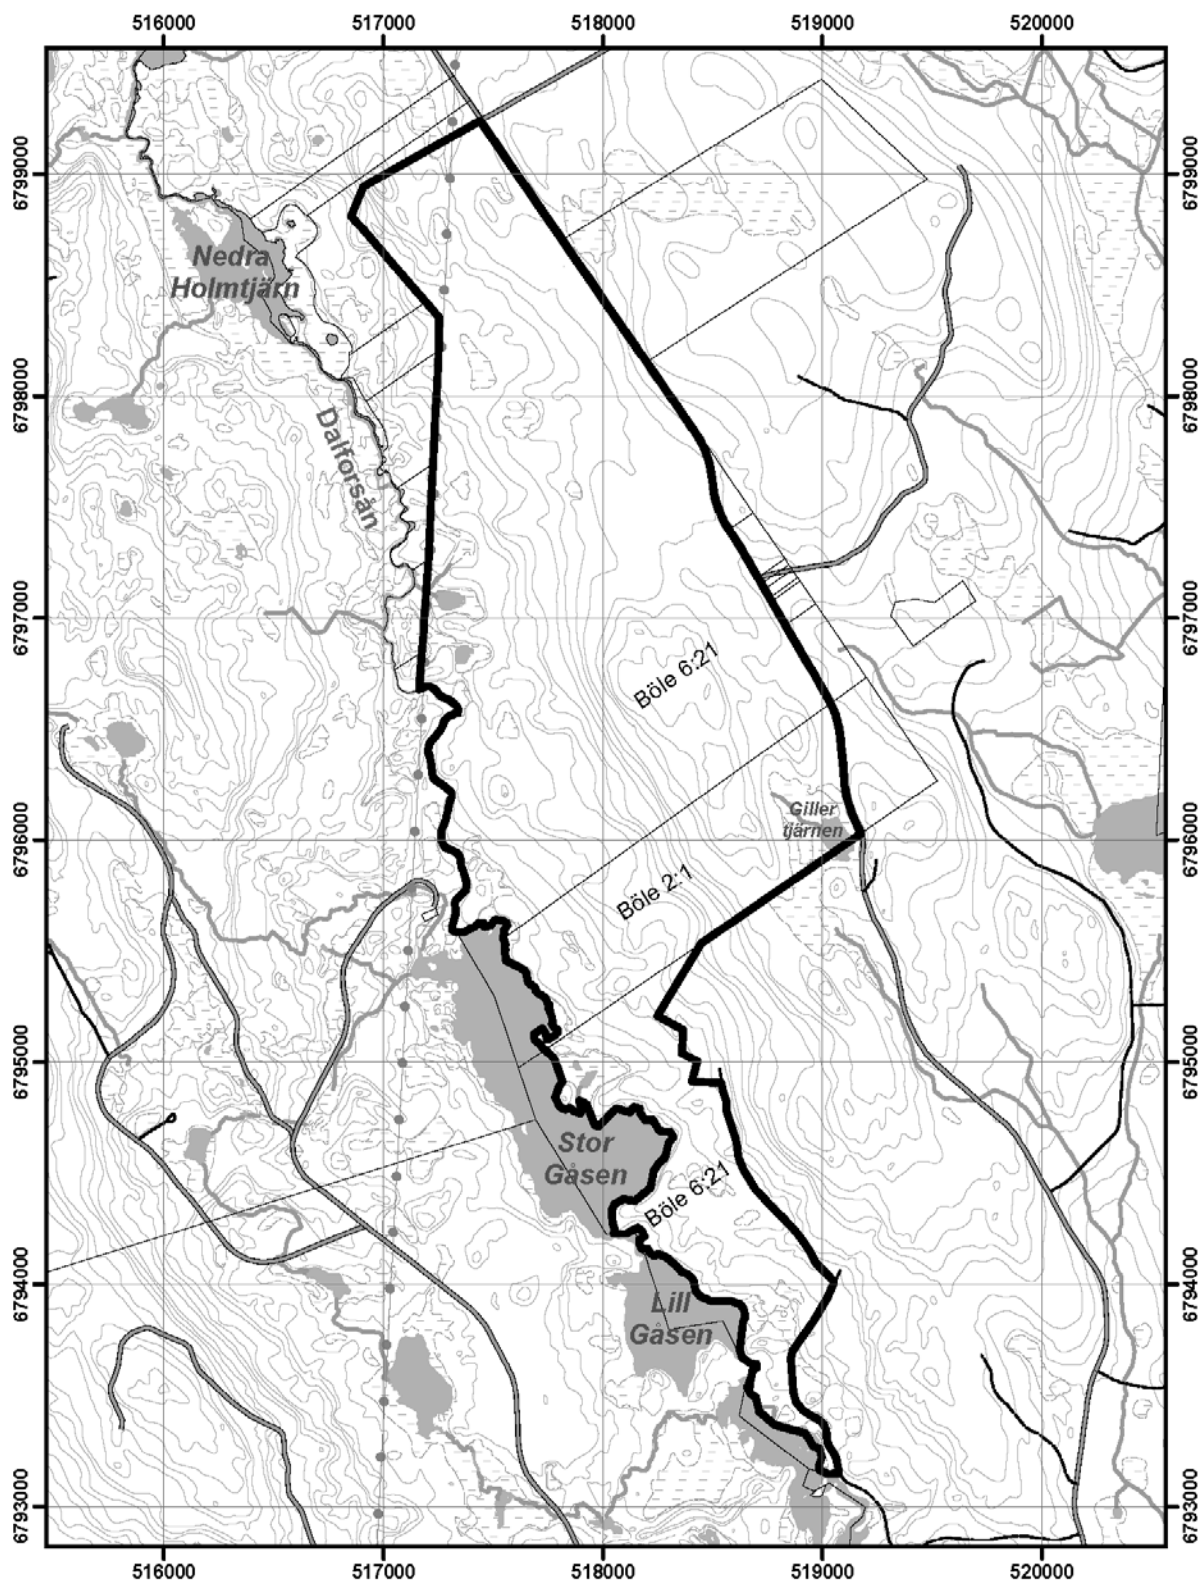 516000 517000 518000 519000 520000
6799000 6799000
Nedra
Holmtjärn
6798000 6798000
Dalforsån
6797000 6797000
Böle 6:21
Giller
tjärnen
6796000 6796000
Böle 2:1
6795000 6795000
Stor
Gåsen
Böle 6:21
6794000 6794000
Lill
Gåsen
6793000 6793000
516000 517000 518000 519000 520000